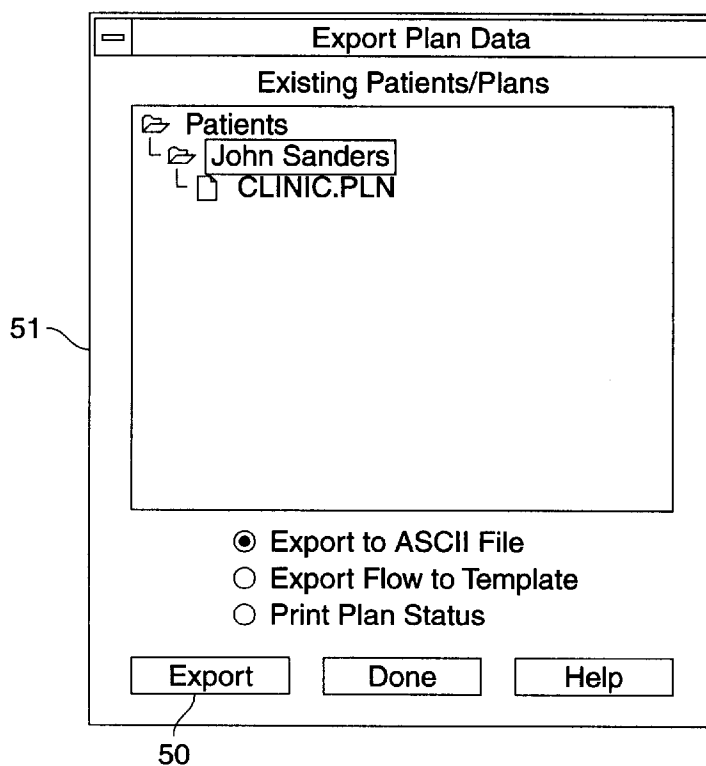 Export Plan Data
Existing Patients/Plans
Patients
John Sanders
CLINIC.PLN
51
Export to ASCII File
Export Flow to Template
Print Plan Status
Export Done Help
50